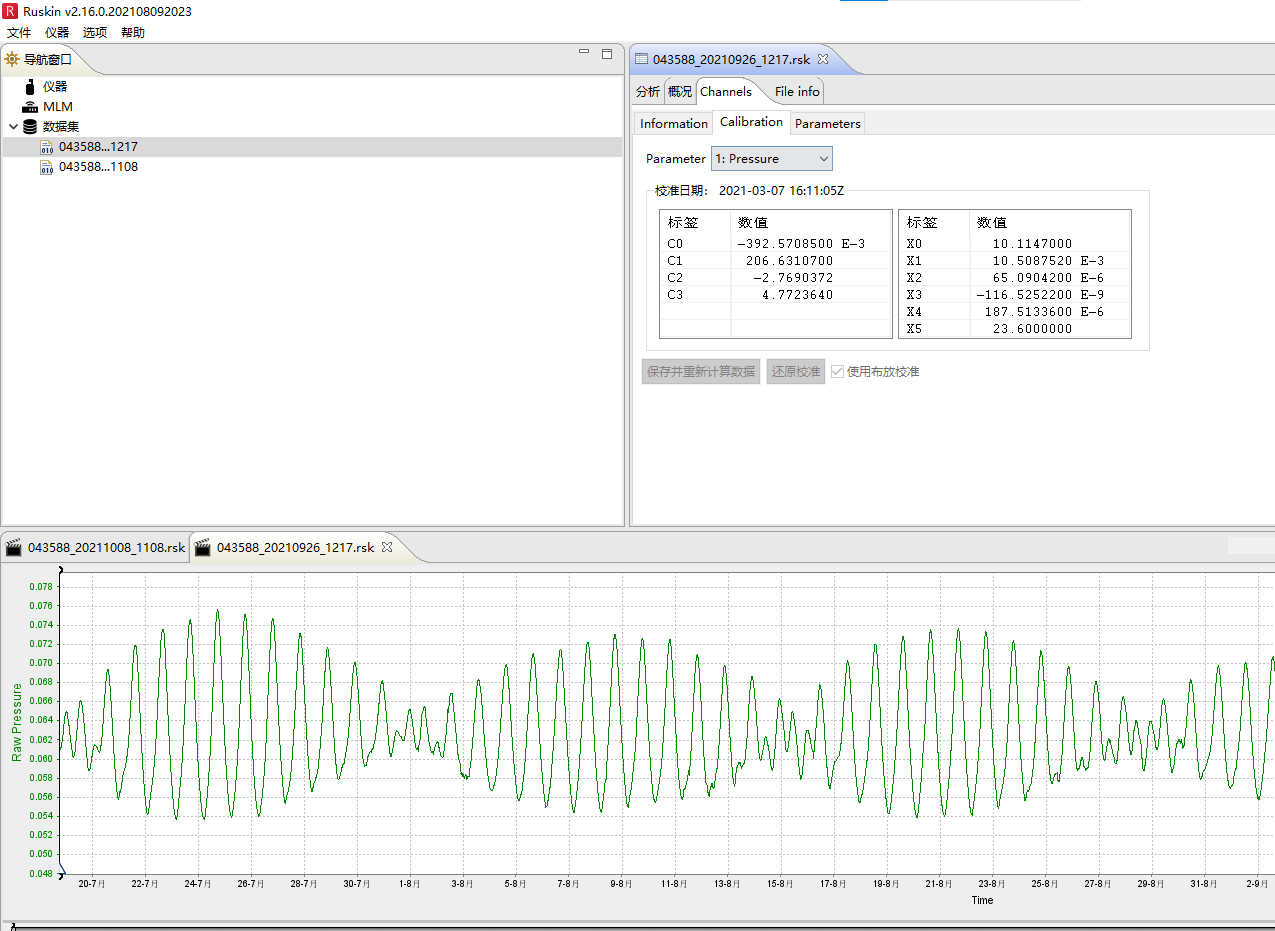 Ruskin v2.16.0.202108092023
文件 仪器 选项 帮助
导航窗口
仪器
MLM
数据集
043588...1217
043588...1108
043588_20210926_1217.rsk
分析 概况 Channels File info
Information Calibration Parameters
Parameter 1: Pressure
校准日期: 2021-03-07 16:11:05Z
标签 数值
C0 -392.5708500 E-3
C1 206.6310700
C2 -2.7690372
C3 4.7723640
标签 数值
X0 10.1147000
X1 10.5087520 E-3
X2 65.0904200 E-6
X3 -116.5252200 E-9
X4 187.5133600 E-6
X5 23.6000000
保存并重新计算数据 还原校准 使用布放校准
043588_20211008_1108.rsk 043588_20210926_1217.rsk
0.078
0.076
0.074
0.072
0.070
0.068
0.066
0.064
0.062
0.060
0.058
0.056
0.054
0.052
0.050
0.048
Raw Pressure
20-7月 22-7月 24-7月 26-7月 28-7月 30-7月 1-8月 3-8月 5-8月 7-8月 9-8月 11-8月 13-8月 15-8月 17-8月 19-8月 21-8月 23-8月 25-8月 27-8月 29-8月 31-8月 2-9月
Time